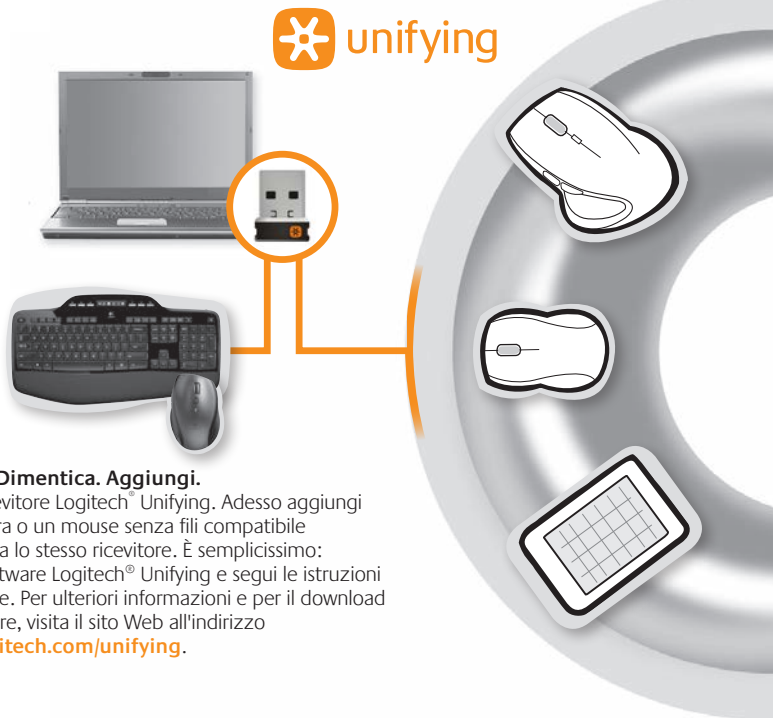 unifying
Dimentica. Aggiungi.
evitore Logitech® Unifying. Adesso aggiungi
ra o un mouse senza fili compatibile
a lo stesso ricevitore. È semplicissimo:
tware Logitech® Unifying e segui le istruzioni
e. Per ulteriori informazioni e per il download
re, visita il sito Web all'indirizzo
itech.com/unifying.